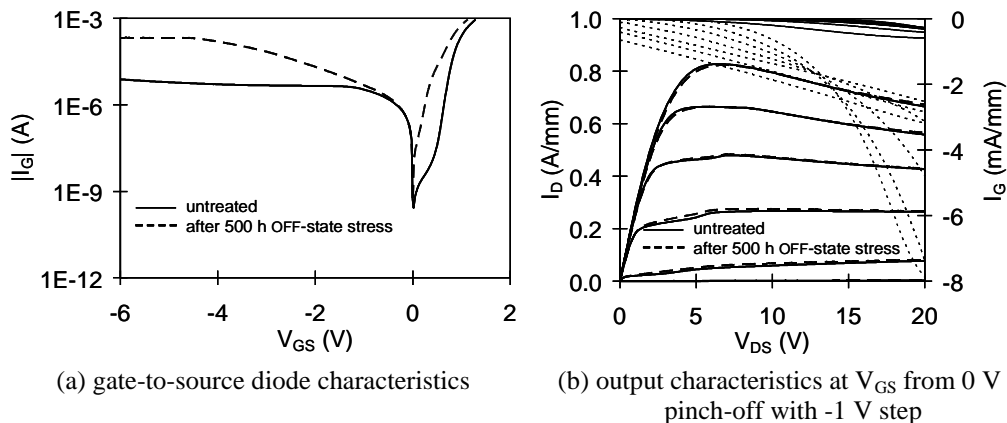 1E-3
1E-6
1E-9
1E-12
|I_G| (A)
untreated
after 500 h OFF-state stress
-6
-4
-2
0
2
V_GS (V)
(a) gate-to-source diode characteristics
1.0
0.8
0.6
0.4
0.2
0.0
I_D (A/mm)
untreated
after 500 h OFF-state stress
0
-2
-4
-6
-8
I_G (mA/mm)
0
5
10
15
20
V_DS (V)
(b) output characteristics at V_GS from 0 V
pinch-off with -1 V step